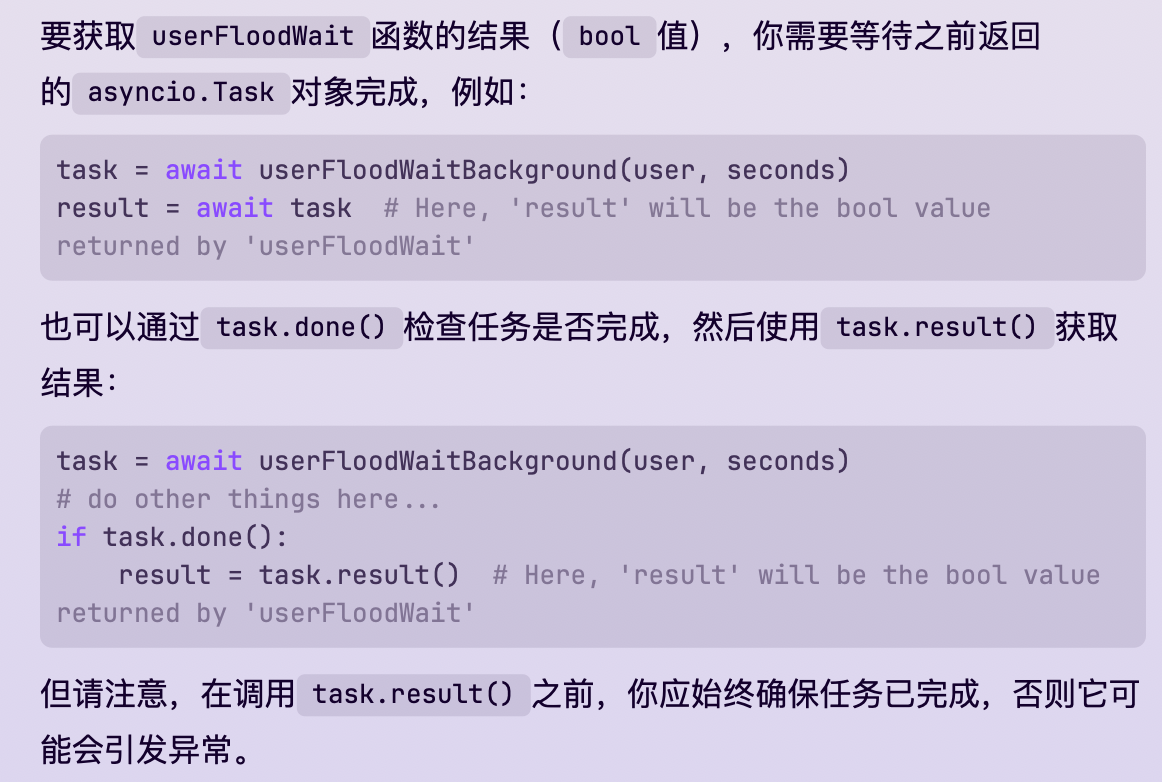 要获取 userFloodWait 函数的结果（ bool 值），你需要等待之前返回
的 asyncio.Task 对象完成，例如：
task = await userFloodWaitBackground(user, seconds)
result = await task  # Here, 'result' will be the bool value
returned by 'userFloodWait'
也可以通过 task.done() 检查任务是否完成，然后使用 task.result() 获取
结果：
task = await userFloodWaitBackground(user, seconds)
# do other things here...
if task.done():
    result = task.result()  # Here, 'result' will be the bool value
returned by 'userFloodWait'
但请注意，在调用 task.result() 之前，你应始终确保任务已完成，否则它可
能会引发异常。